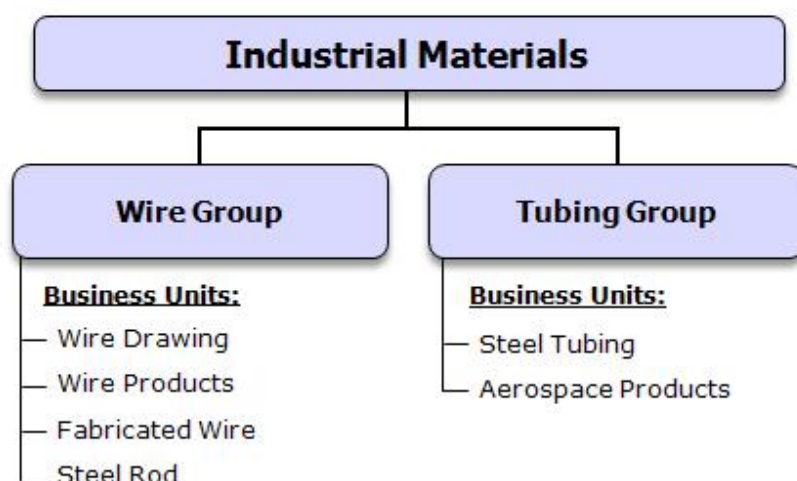 Industrial Materials
Wire Group
Business Units:
Wire Drawing
Wire Products
Fabricated Wire
Steel Rod
Tubing Group
Business Units:
Steel Tubing
Aerospace Products